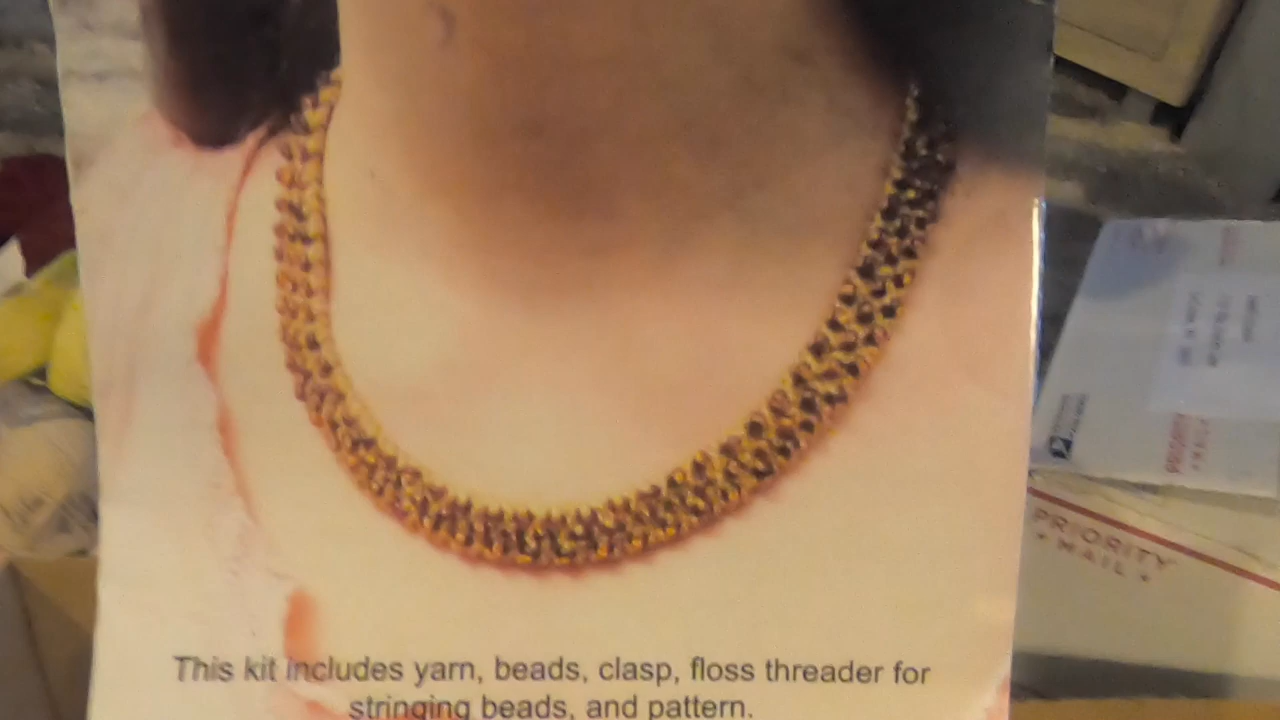 This kit includes yarn, beads, clasp, floss threader for
stringing beads, and pattern.
PRIORITY
MAIL